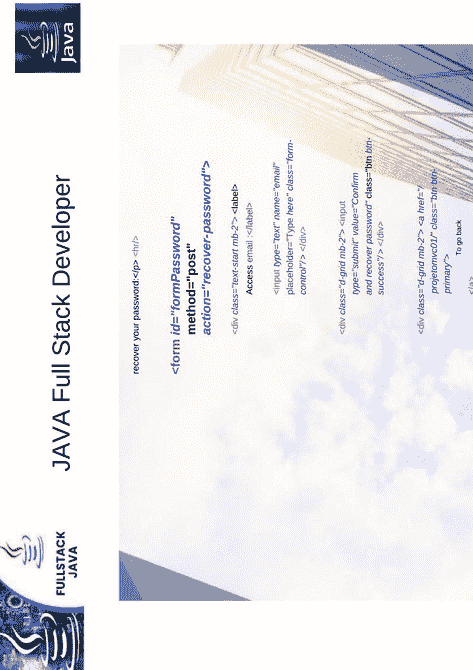 FULLSTACK
JAVA
JAVA Full Stack Developer
Java
recover your password:</p> <hr/>
<form id="formPassword"
method="post"
action="recover-password">
<div class="text-start mb-2"> <label>
Access email :</label>
<input type="text" name="email"
placeholder="Type here" class="form-
control"/> </div>
<div class="d-grid mb-2"> <input
type="submit" value="Confirm
and recover password" class="btn btn-
success"/> </div>
<div class="d-grid mb-2"> <a href="/
projetomvc01/" class="btn btn-
primary">
To go back
</a>